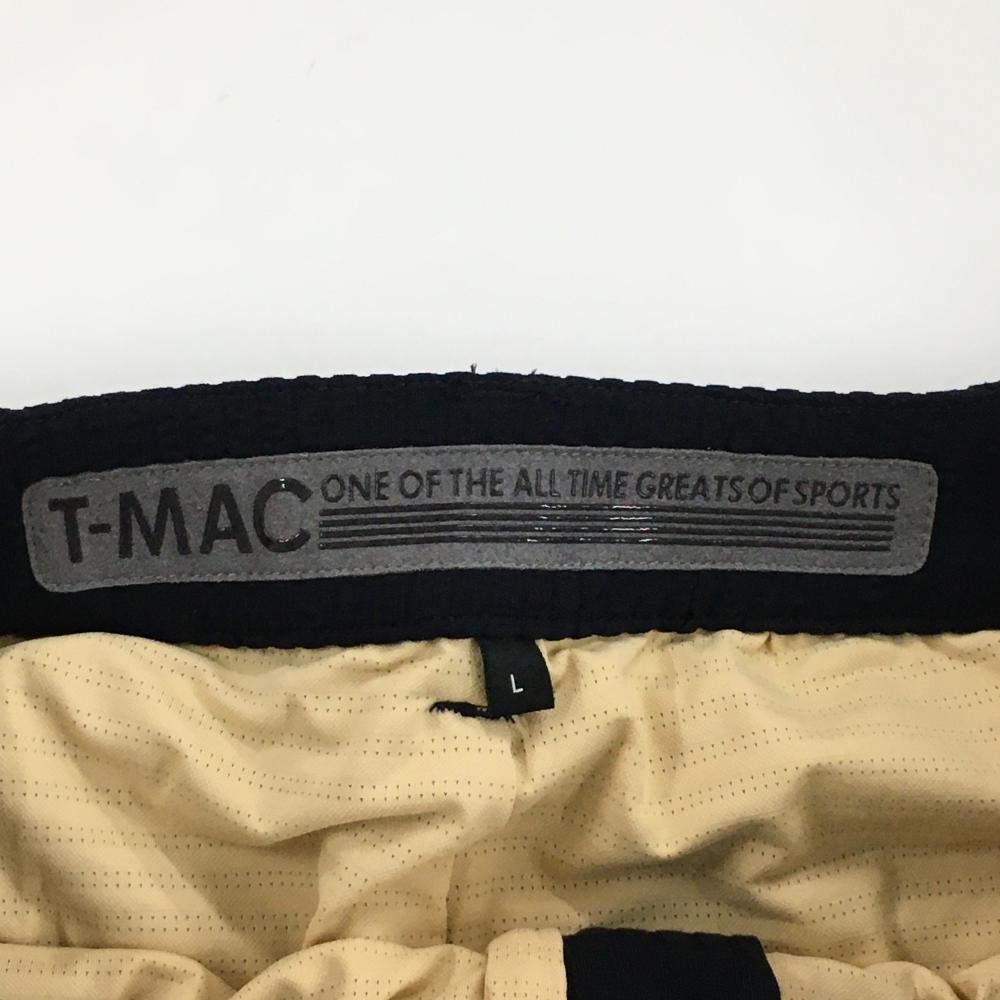 T-MAC
ONE OF THE ALL TIME GREATS OF SPORTS
L